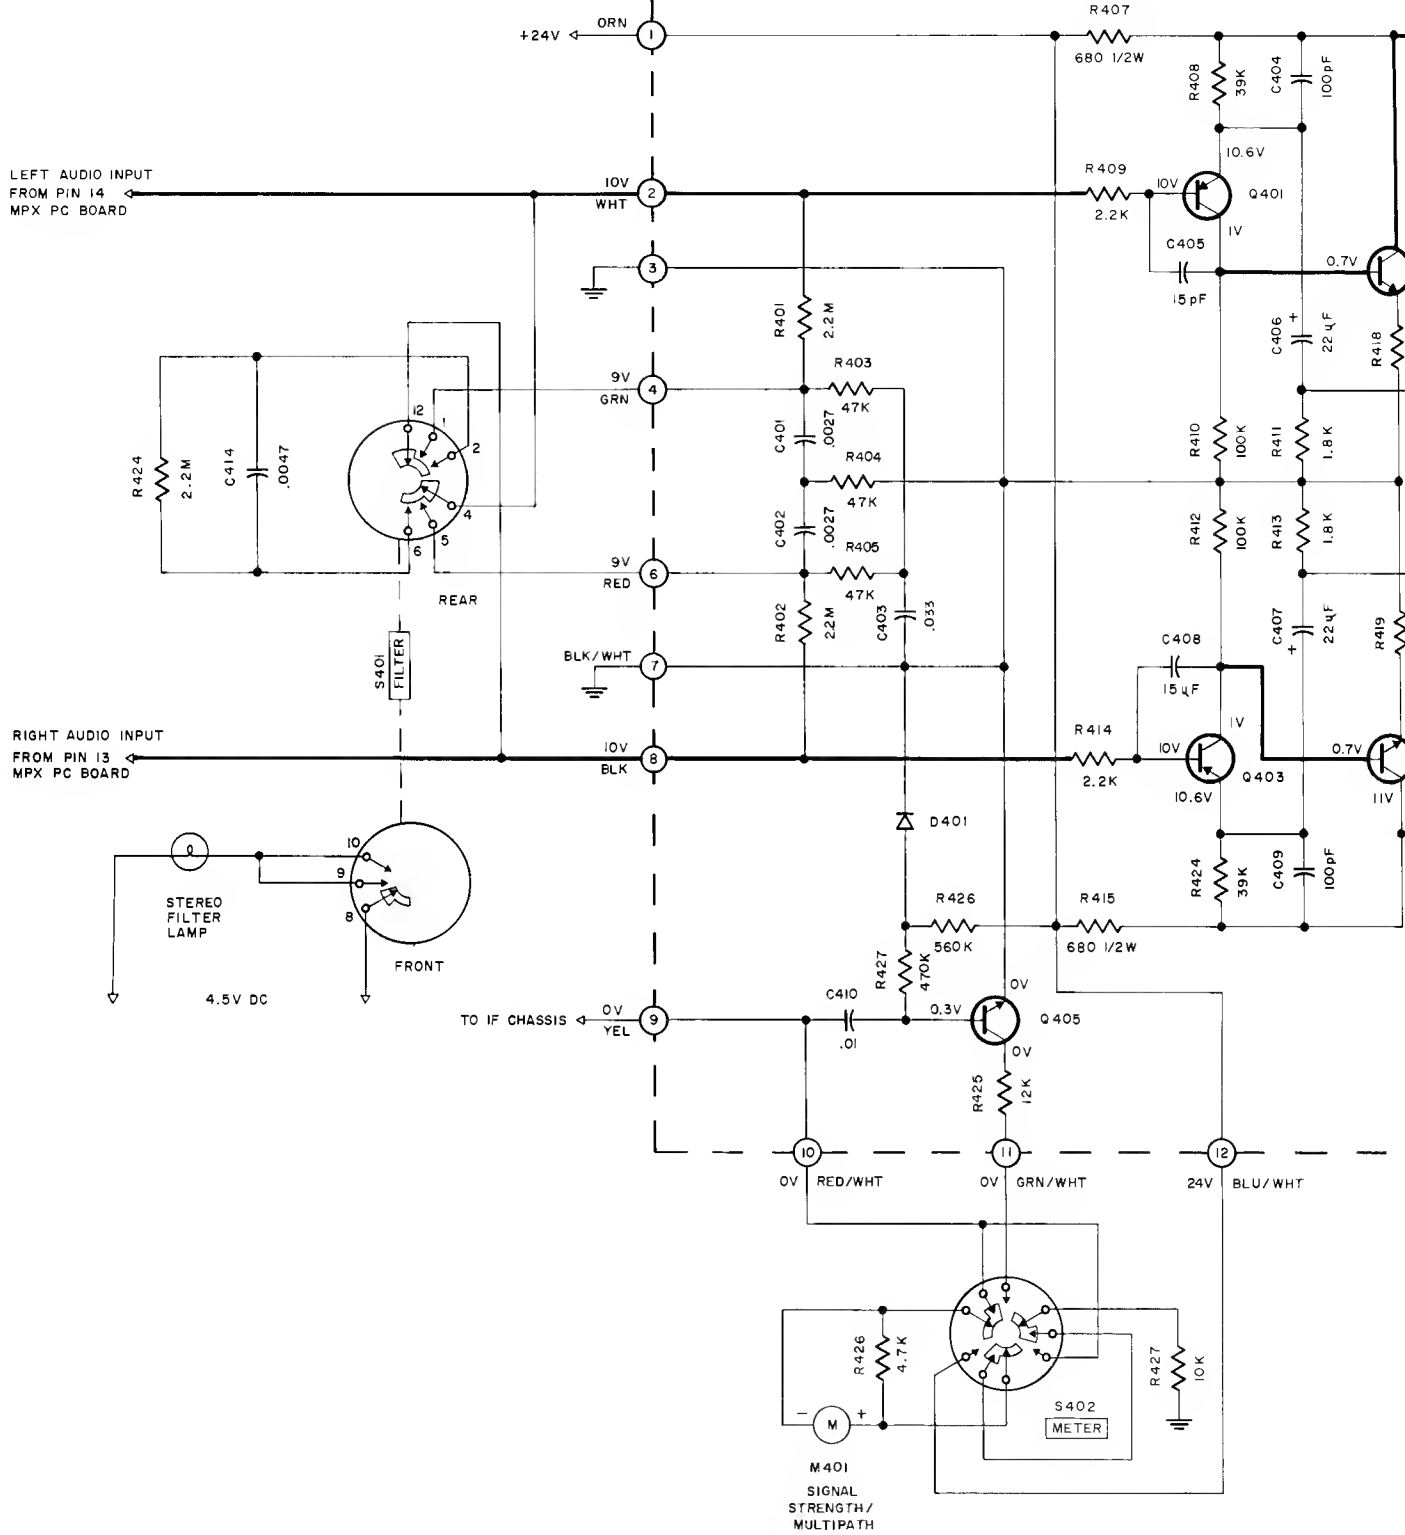 R407
ORN
+24V
1
680 1/2W
R408
39K
C404
100pF
10.6V
LEFT AUDIO INPUT
FROM PIN 14
MPX PC BOARD
10V
WHT
2
R409
2.2K
10V
Q401
1V
C405
15pF
3
0.7V
R401
2.2M
C406
+
22µF
R418
9V
GRN
4
R403
47K
12
1
2
4
5
6
R424
2.2M
C414
.0047
C401
.0027
R404
47K
R410
100K
R411
1.8K
C402
.0027
R405
47K
R412
100K
R413
1.8K
9V
RED
6
REAR
R402
2.2M
C403
.033
C407
+
22µF
R419
S401
FILTER
BLK/WHT
7
C408
15µF
RIGHT AUDIO INPUT
FROM PIN 13
MPX PC BOARD
10V
BLK
8
R414
2.2K
10V
1V
Q403
10.6V
0.7V
11V
D401
10
9
8
STEREO
FILTER
LAMP
R424
39K
C409
100pF
R426
560K
R415
680 1/2W
FRONT
4.5V DC
R427
470K
C410
.01
TO IF CHASSIS
0V
YEL
9
0.3V
0V
Q405
0V
R425
12K
10
11
12
0V
RED/WHT
0V
GRN/WHT
24V
BLU/WHT
R426
4.7K
R427
10K
S402
METER
–
M
+
M401
SIGNAL
STRENGTH/
MULTIPATH